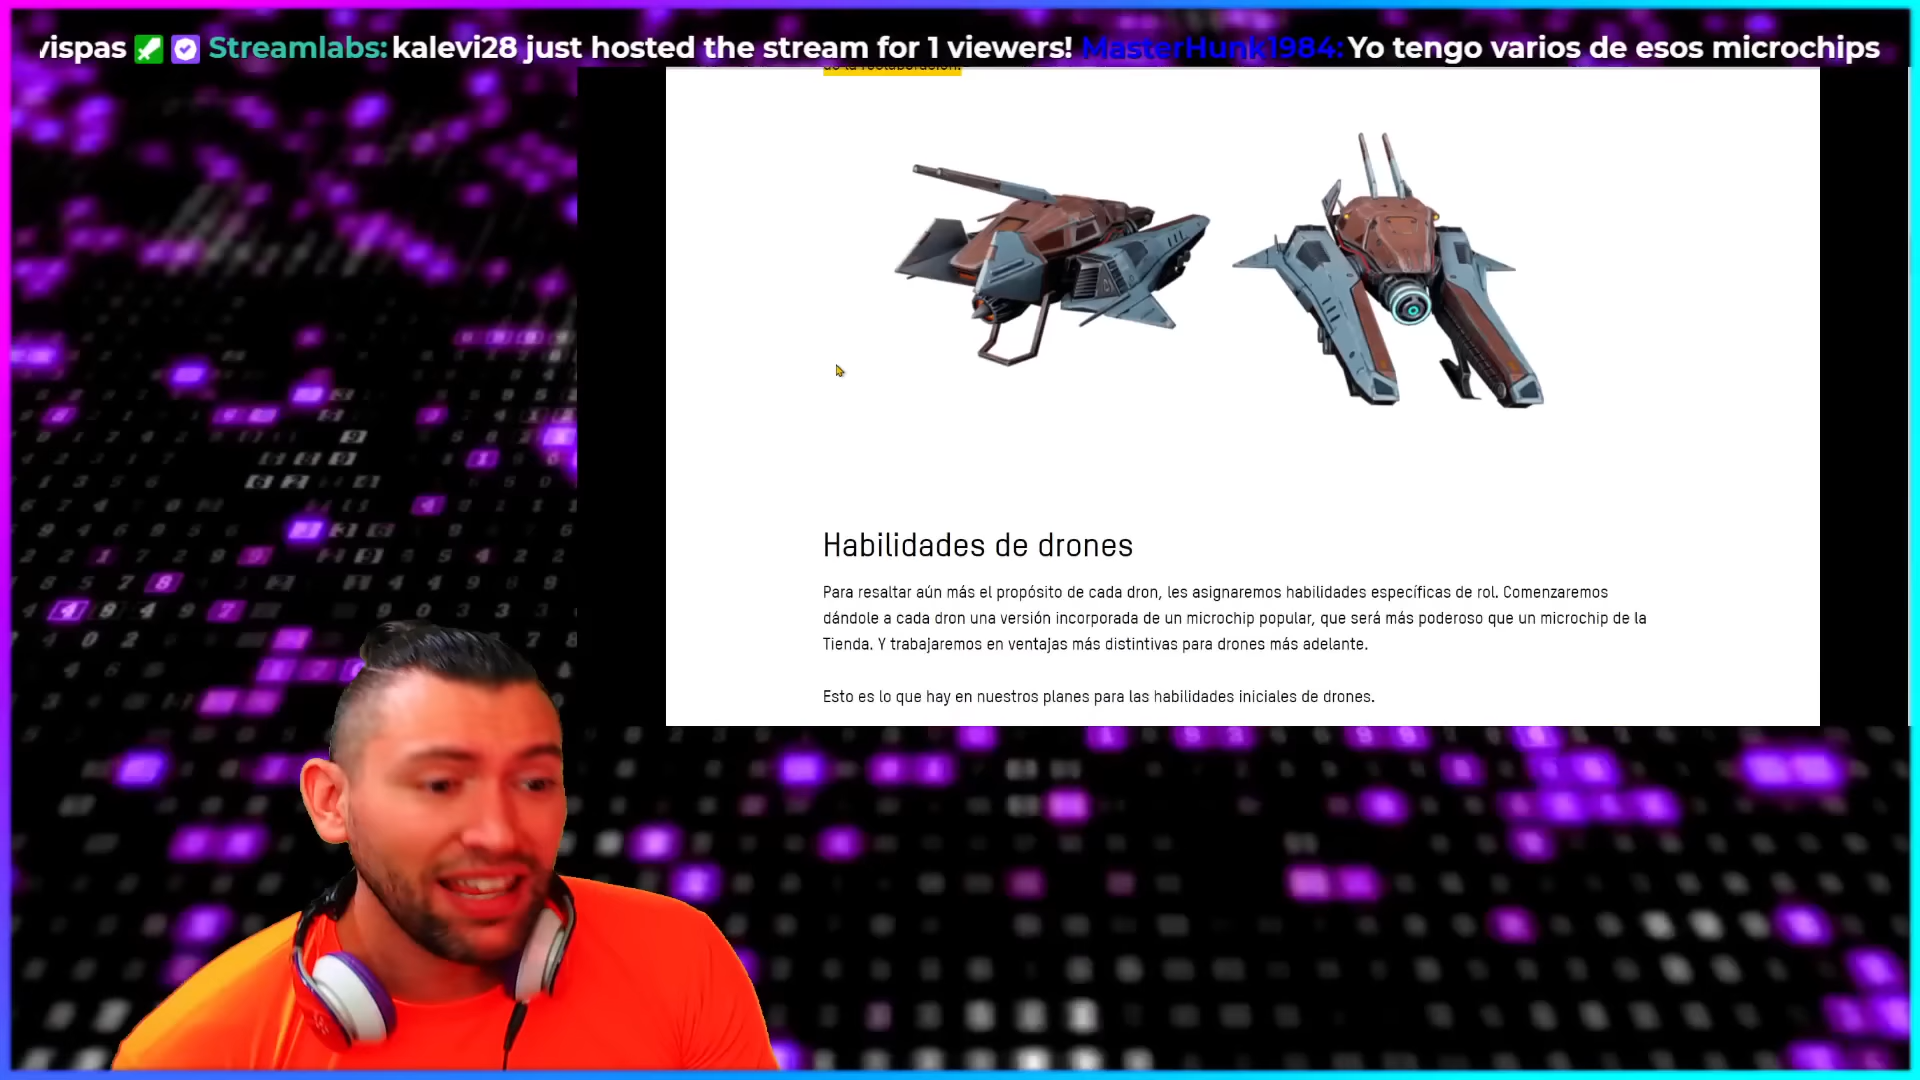 vispas Streamlabs: kalevi28 just hosted the stream for 1 viewers! MasterHunk1984: Yo tengo varios de esos microchips
de la reelaboración.
Habilidades de drones
Para resaltar aún más el propósito de cada dron, les asignaremos habilidades específicas de rol. Comenzaremos
dándole a cada dron una versión incorporada de un microchip popular, que será más poderoso que un microchip de la
Tienda. Y trabajaremos en ventajas más distintivas para drones más adelante.
Esto es lo que hay en nuestros planes para las habilidades iniciales de drones.